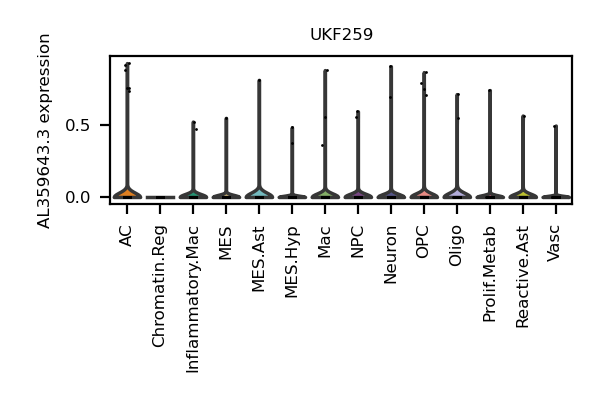 UKF259
AL359643.3 expression
0.5
0.0
AC
Chromatin.Reg
Inflammatory.Mac
MES
MES.Ast
MES.Hyp
Mac
NPC
Neuron
OPC
Oligo
Prolif.Metab
Reactive.Ast
Vasc